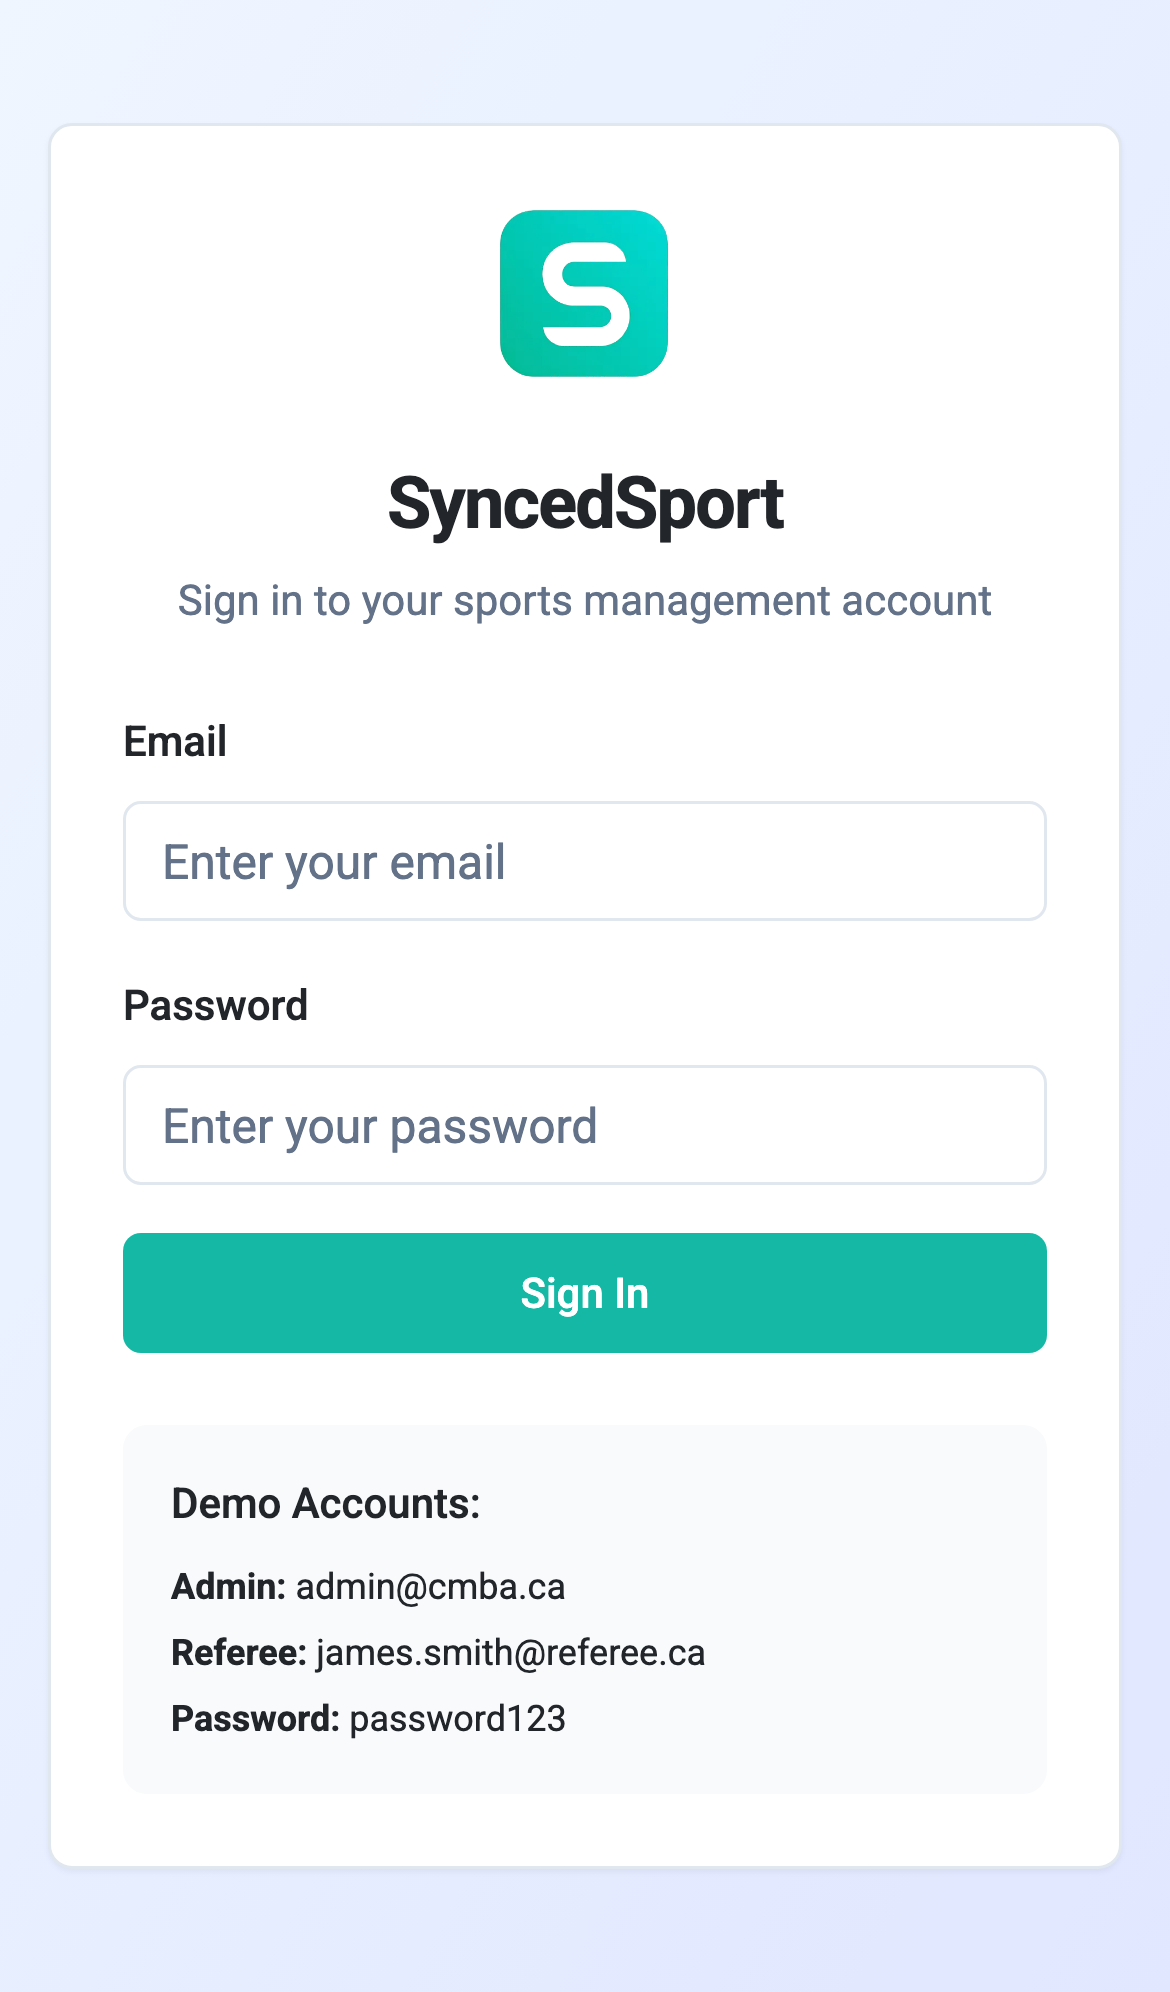 S
SyncedSport
Sign in to your sports management account
Email
Enter your email
Password
Enter your password
Sign In
Demo Accounts:
Admin: admin@cmba.ca
Referee: james.smith@referee.ca
Password: password123